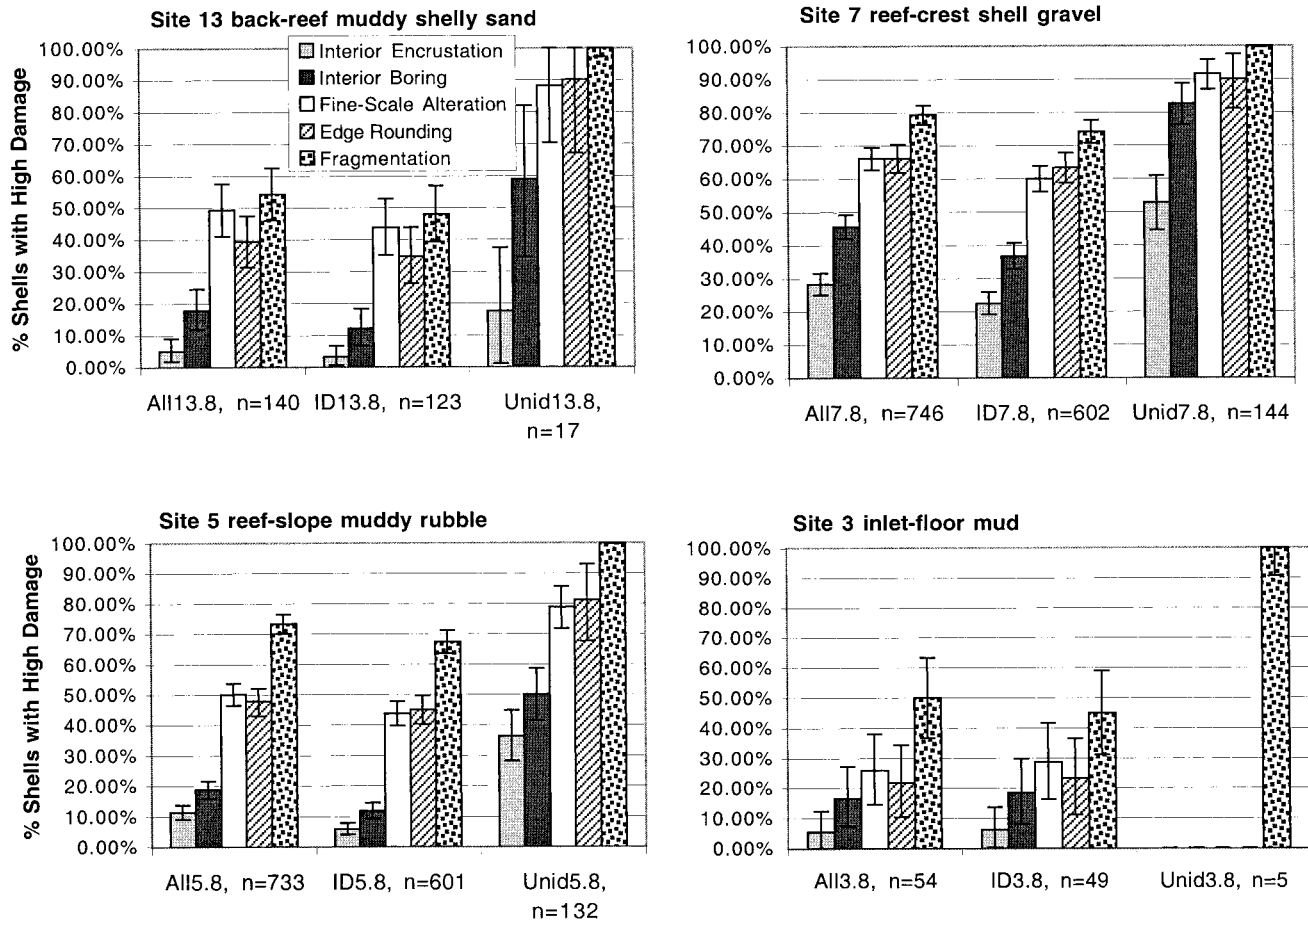 Site 13 back-reef muddy shelly sand
% Shells with High Damage
100.00%
90.00%
80.00%
70.00%
60.00%
50.00%
40.00%
30.00%
20.00%
10.00%
0.00%
Interior Encrustation
Interior Boring
Fine-Scale Alteration
Edge Rounding
Fragmentation
All13.8, n=140 ID13.8, n=123 Unid13.8,
n=17
Site 7 reef-crest shell gravel
100.00%
90.00%
80.00%
70.00%
60.00%
50.00%
40.00%
30.00%
20.00%
10.00%
0.00%
All7.8, n=746 ID7.8, n=602 Unid7.8, n=144
Site 5 reef-slope muddy rubble
% Shells with High Damage
100.00%
90.00%
80.00%
70.00%
60.00%
50.00%
40.00%
30.00%
20.00%
10.00%
0.00%
All5.8, n=733 ID5.8, n=601 Unid5.8,
n=132
Site 3 inlet-floor mud
100.00%
90.00%
80.00%
70.00%
60.00%
50.00%
40.00%
30.00%
20.00%
10.00%
0.00%
All3.8, n=54 ID3.8, n=49 Unid3.8, n=5